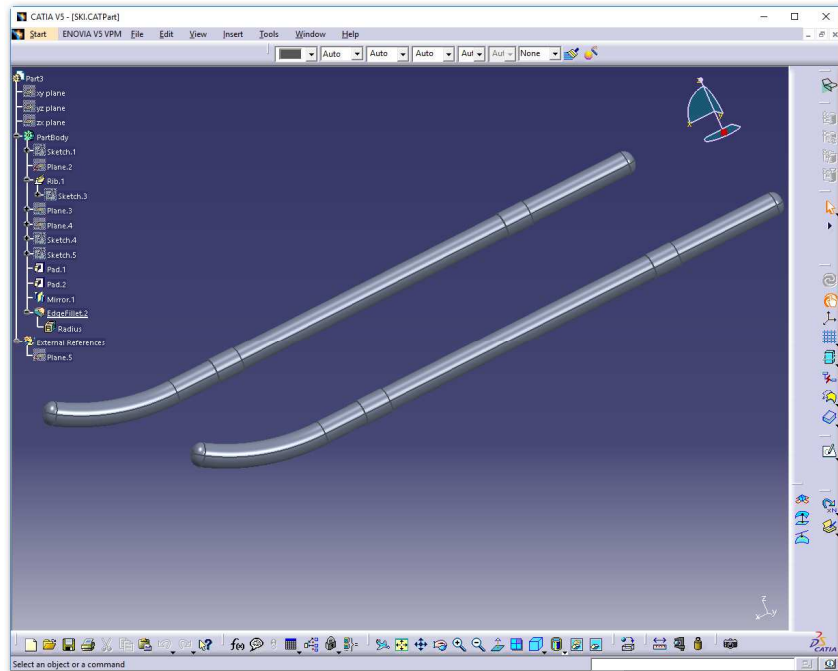 CATIA V5 - [SKI.CATPart]
Start ENOVIA V5 VPM File Edit View Insert Tools Window Help
Auto Auto Auto Aut Aut None
Part3
xy plane
yz plane
zx plane
PartBody
Sketch.1
Plane.2
Rib.1
Sketch.3
Plane.3
Plane.4
Sketch.4
Sketch.5
Pad.1
Pad.2
Mirror.1
EdgeFillet.2
Radius
External References
Plane.5
z
x y
CATIA
Select an object or a command